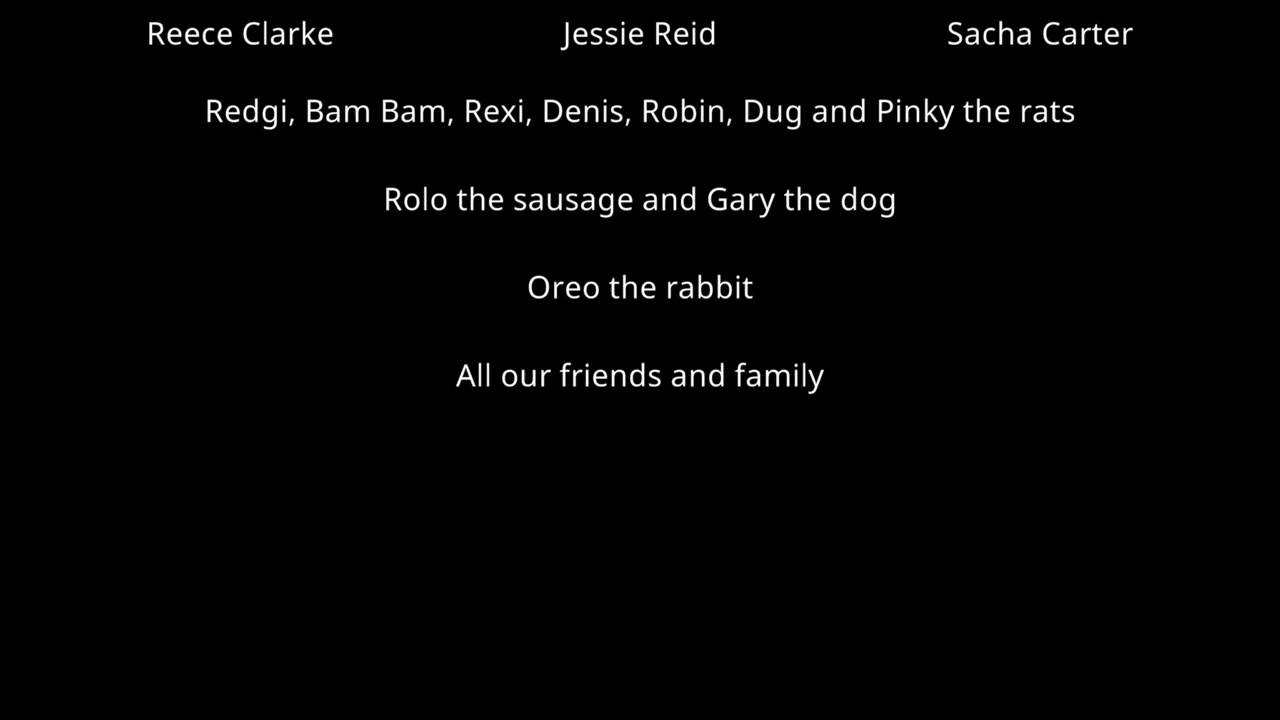 Reece Clarke Jessie Reid Sacha Carter
Redgi, Bam Bam, Rexi, Denis, Robin, Dug and Pinky the rats
Rolo the sausage and Gary the dog
Oreo the rabbit
All our friends and family